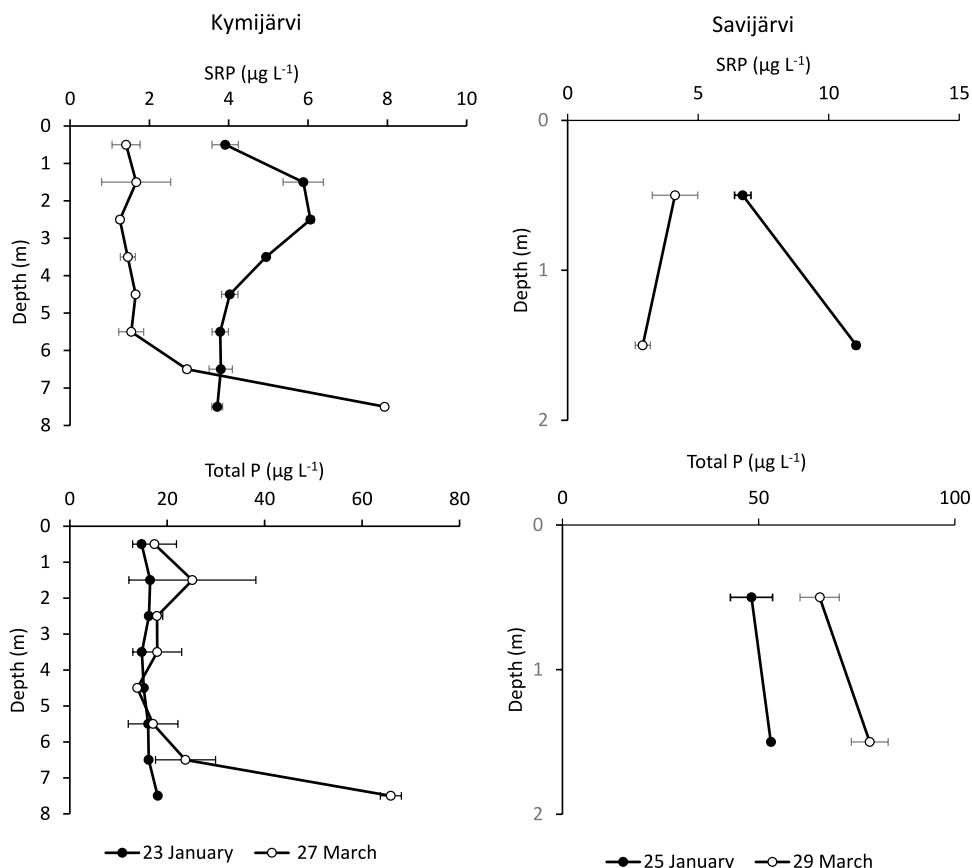 Kymijärvi
SRP (µg L-1)
0 2 4 6 8 10
0
1
2
3
4
5
6
7
8
Depth (m)
Savijärvi
SRP (µg L-1)
0 5 10 15
0
1
2
Depth (m)
Total P (µg L-1)
0 20 40 60 80
0
1
2
3
4
5
6
7
8
Depth (m)
23 January 27 March
Total P (µg L-1)
0 50 100
0
1
2
Depth (m)
25 January 29 March